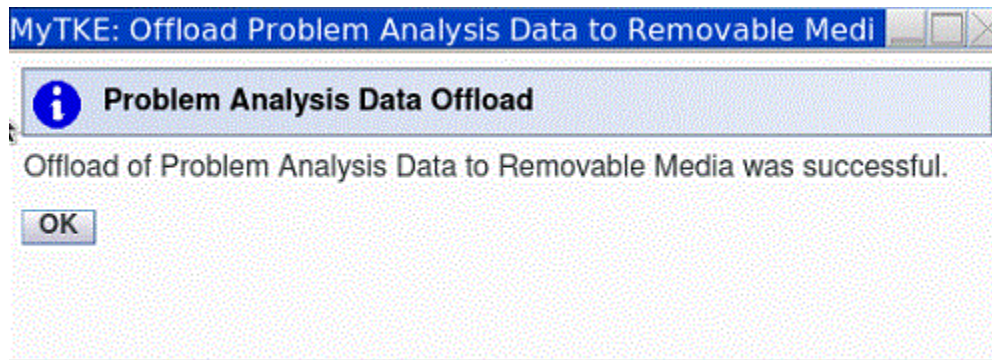 MyTKE: Offload Problem Analysis Data to Removable Medi
Problem Analysis Data Offload
Offload of Problem Analysis Data to Removable Media was successful.
OK